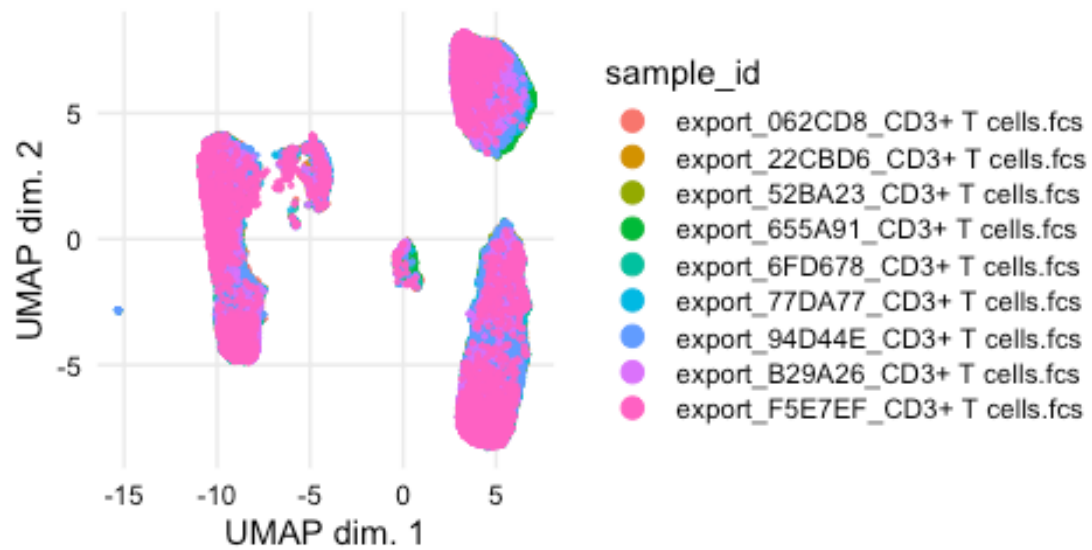 sample_id
export_062CD8_CD3+ T cells.fcs
export_22CBD6_CD3+ T cells.fcs
export_52BA23_CD3+ T cells.fcs
export_655A91_CD3+ T cells.fcs
export_6FD678_CD3+ T cells.fcs
export_77DA77_CD3+ T cells.fcs
export_94D44E_CD3+ T cells.fcs
export_B29A26_CD3+ T cells.fcs
export_F5E7EF_CD3+ T cells.fcs
UMAP dim. 2
5
0
-5
-15 -10 -5 0 5
UMAP dim. 1